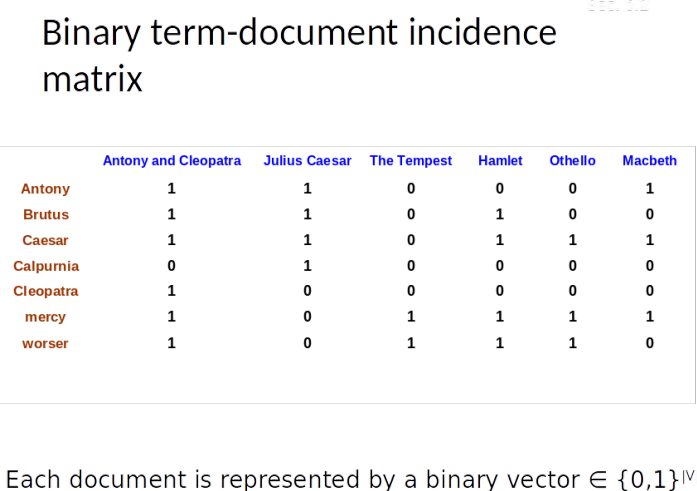 Binary term-document incidence
matrix
Antony and Cleopatra Julius Caesar The Tempest Hamlet Othello Macbeth
Antony 1 1 0 0 0 1
Brutus 1 1 0 1 0 0
Caesar 1 1 0 1 1 1
Calpurnia 0 1 0 0 0 0
Cleopatra 1 0 0 0 0 0
mercy 1 0 1 1 1 1
worser 1 0 1 1 1 0
Each document is represented by a binary vector ∈ {0,1}|V